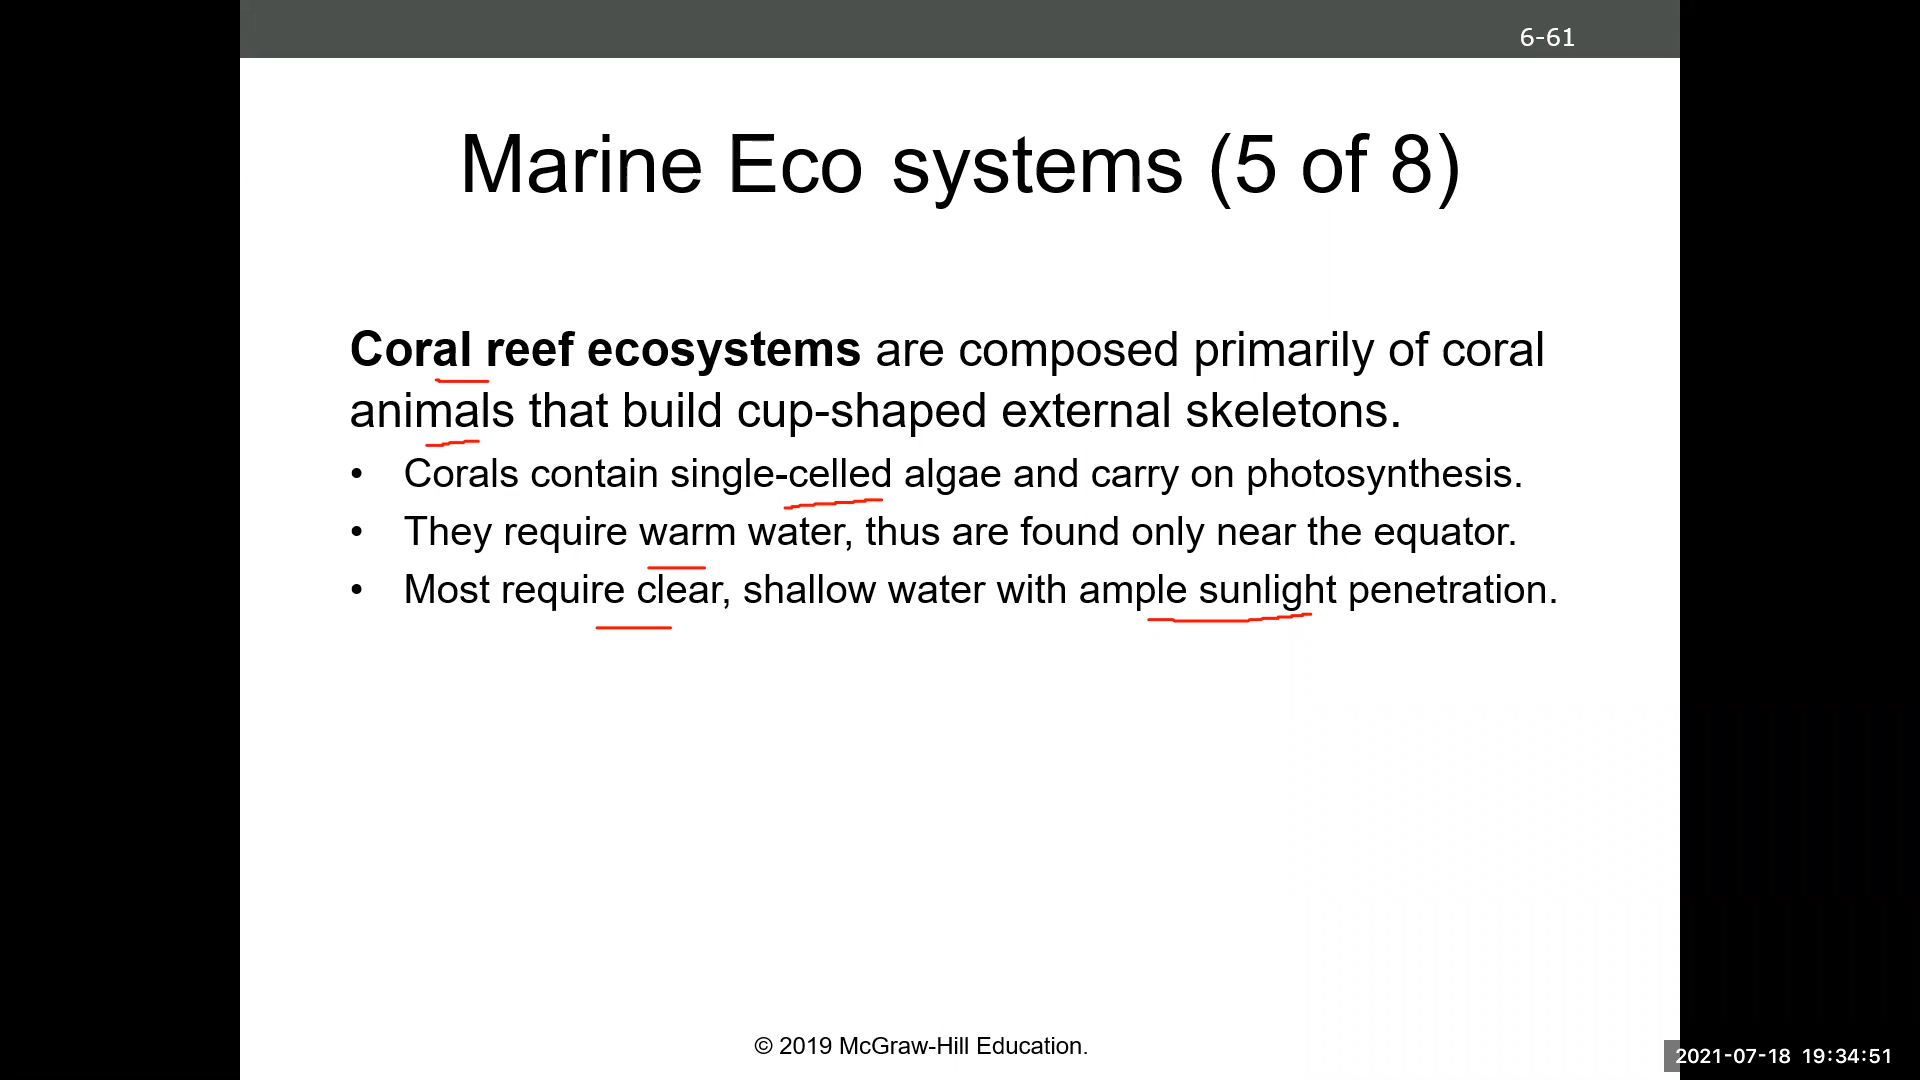 6-61
Marine Eco systems (5 of 8)
Coral reef ecosystems are composed primarily of coral
animals that build cup-shaped external skeletons.
• Corals contain single-celled algae and carry on photosynthesis.
• They require warm water, thus are found only near the equator.
• Most require clear, shallow water with ample sunlight penetration.
© 2019 McGraw-Hill Education.
2021-07-18 19:34:51